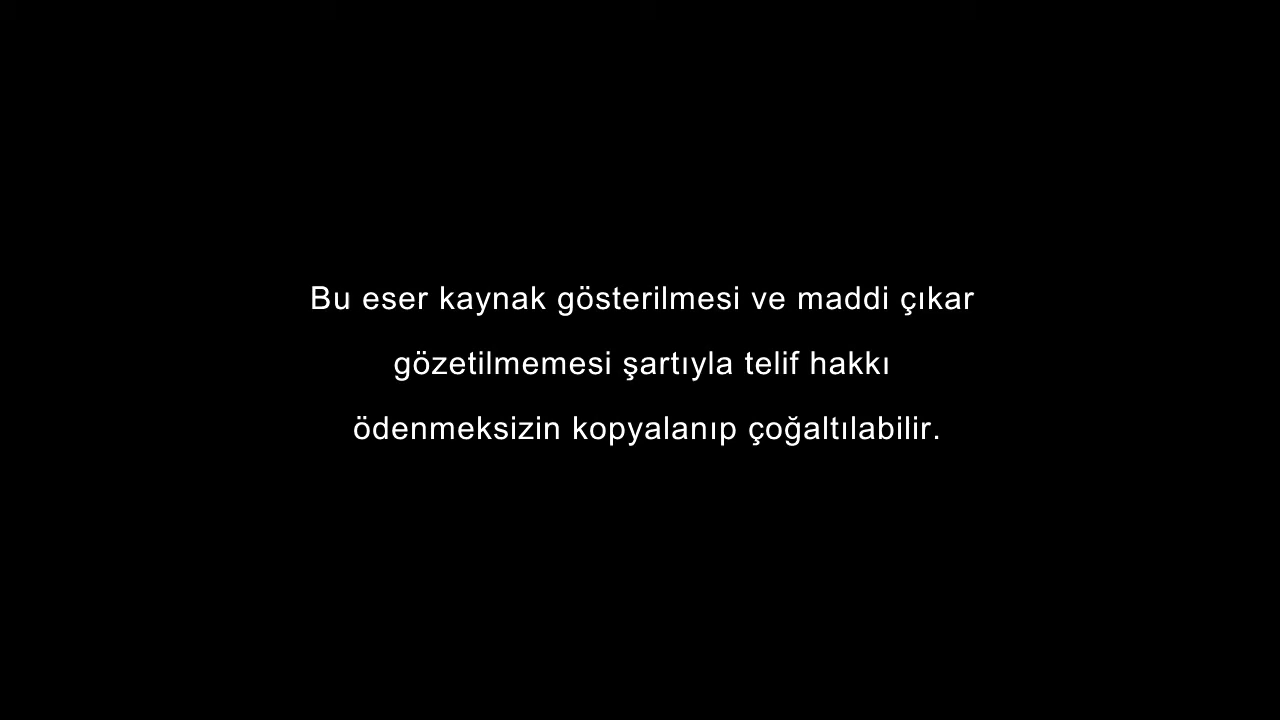 Bu eser kaynak gösterilmesi ve maddi çıkar
gözetilmemesi şartıyla telif hakkı
ödenmeksizin kopyalanıp çoğaltılabilir.